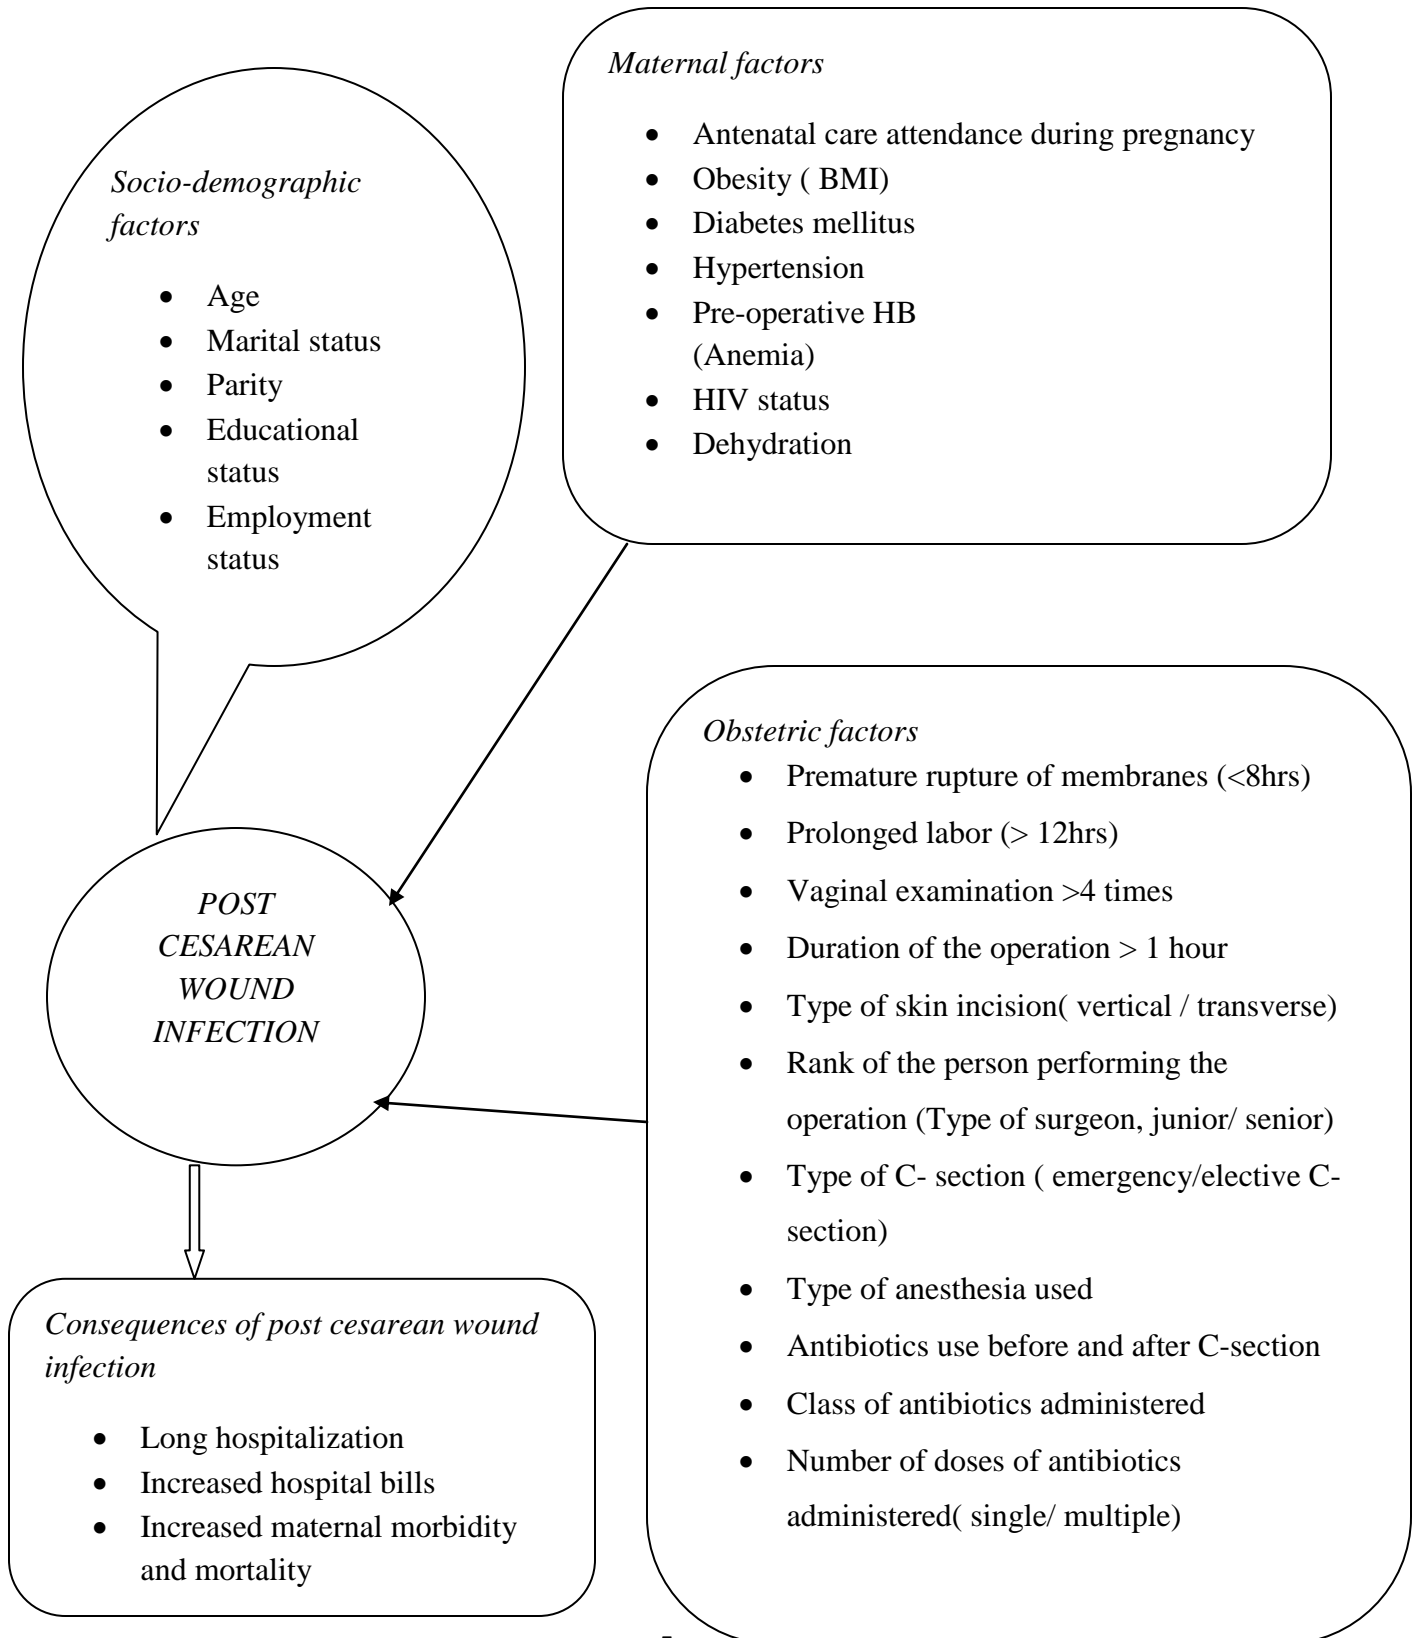 Maternal factors
• Antenatal care attendance during pregnancy
• Obesity ( BMI)
• Diabetes mellitus
• Hypertension
• Pre-operative HB
(Anemia)
• HIV status
• Dehydration
Socio-demographic
factors
• Age
• Marital status
• Parity
• Educational
status
• Employment
status
Obstetric factors
• Premature rupture of membranes (<8hrs)
• Prolonged labor (> 12hrs)
• Vaginal examination >4 times
• Duration of the operation > 1 hour
• Type of skin incision( vertical / transverse)
• Rank of the person performing the
operation (Type of surgeon, junior/ senior)
• Type of C- section ( emergency/elective C-
section)
• Type of anesthesia used
• Antibiotics use before and after C-section
• Class of antibiotics administered
• Number of doses of antibiotics
administered( single/ multiple)
POST
CESAREAN
WOUND
INFECTION
Consequences of post cesarean wound
infection
• Long hospitalization
• Increased hospital bills
• Increased maternal morbidity
and mortality